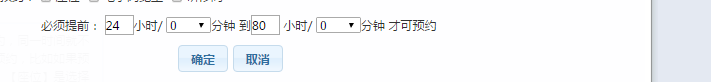 必须提前： 24 小时/ 0 分钟 到 80 小时/ 0 分钟 才可预约
确定 取消